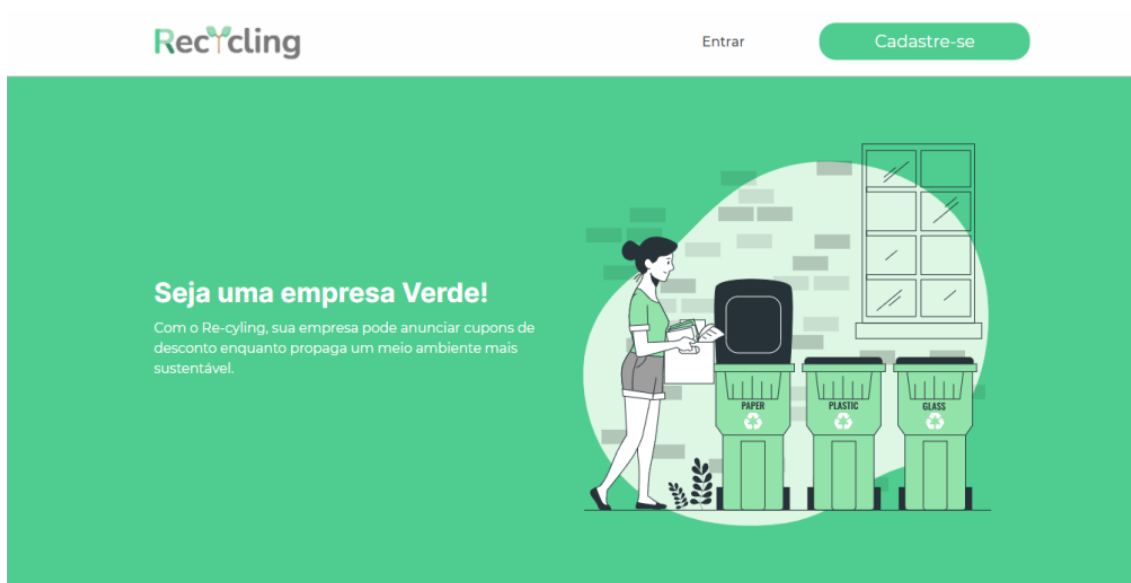 Recycling
Entrar
Cadastre-se
Seja uma empresa Verde!
Com o Re-cyling, sua empresa pode anunciar cupons de
desconto enquanto propaga um meio ambiente mais
sustentável.
PAPER
PLASTIC
GLASS